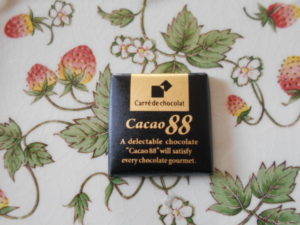 Carré de chocolat
Cacao 88
A delectable chocolate
"Cacao 88" will satisfy
every chocolate gourmet.